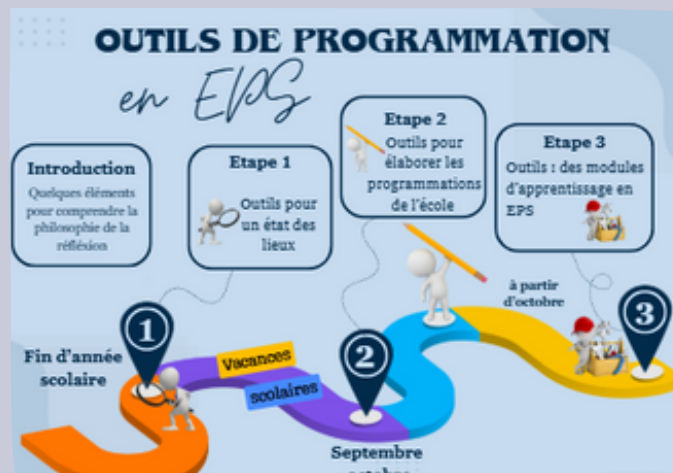 OUTILS DE PROGRAMMATION
en EPS
Introduction
Quelques éléments
pour comprendre la
philosophie de la
réfléxion
Etape 1
Outils pour
un état des
lieux
Etape 2
Outils pour
élaborer les
programmations
de l'école
Etape 3
Outils : des modules
d'apprentissage en
EPS
à partir
d'octobre
1
2
3
Fin d'année
scolaire
Vacances
scolaires
Septembre
octobre